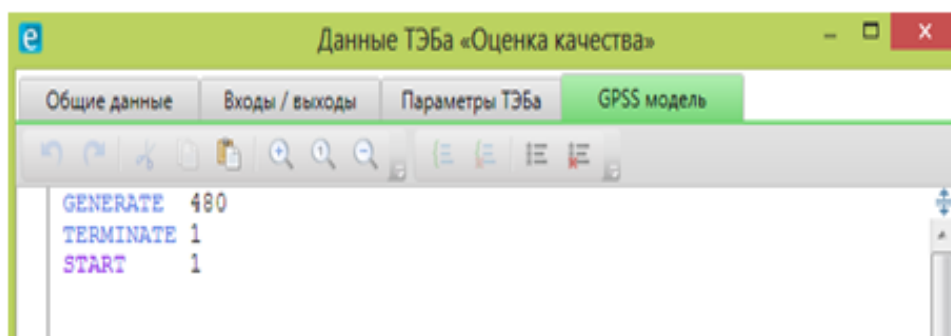 Данные ТЭБа «Оценка качества»
Общие данные Входы / выходы Параметры ТЭБа GPSS модель
GENERATE 480
TERMINATE 1
START 1